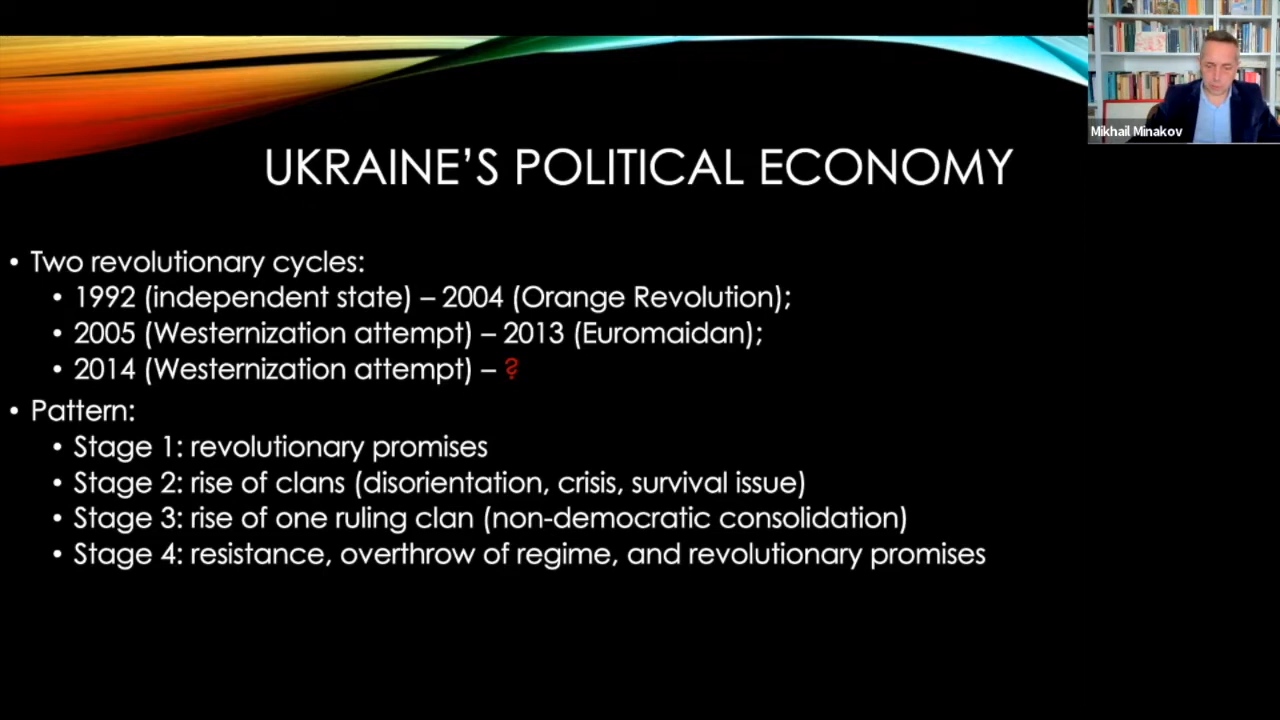 Mikhail Minakov
UKRAINE'S POLITICAL ECONOMY
• Two revolutionary cycles:
• 1992 (independent state) – 2004 (Orange Revolution);
• 2005 (Westernization attempt) – 2013 (Euromaidan);
• 2014 (Westernization attempt) – ?
• Pattern:
• Stage 1: revolutionary promises
• Stage 2: rise of clans (disorientation, crisis, survival issue)
• Stage 3: rise of one ruling clan (non-democratic consolidation)
• Stage 4: resistance, overthrow of regime, and revolutionary promises